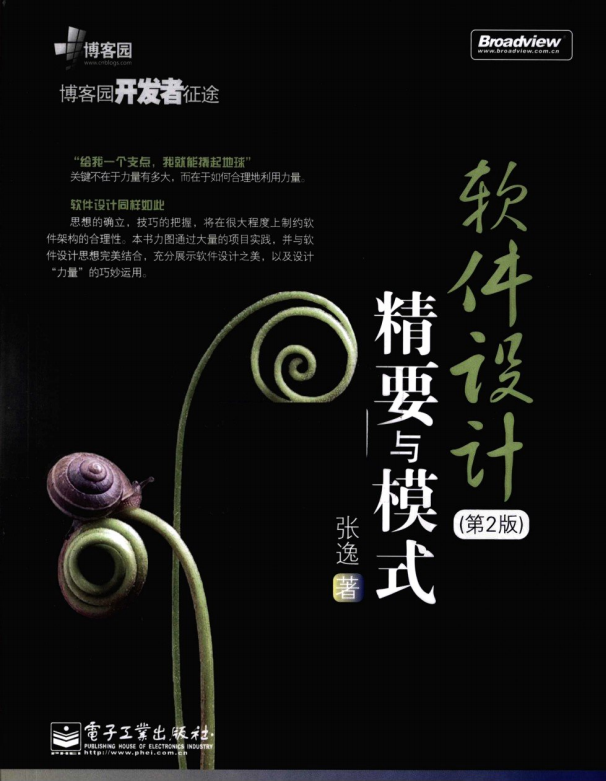 博客园
www.cnblogs.com
博客园开发者征途
Broadview
www.broadview.com.cn
“给我一个支点，我就能撬起地球”
关键不在于力量有多大，而在于如何合理地利用力量。
软件设计同样如此
思想的确立，技巧的把握，将在很大程度上制约软
件架构的合理性。本书力图通过大量的项目实践，并与软
件设计思想完美结合，充分展示软件设计之美，以及设计
“力量”的巧妙运用。
软件设计
精要与模式
(第2版)
张逸
著
电子工业出版社·
PUBLISHING HOUSE OF ELECTRONICS INDUSTRY
http://www.phei.com.cn